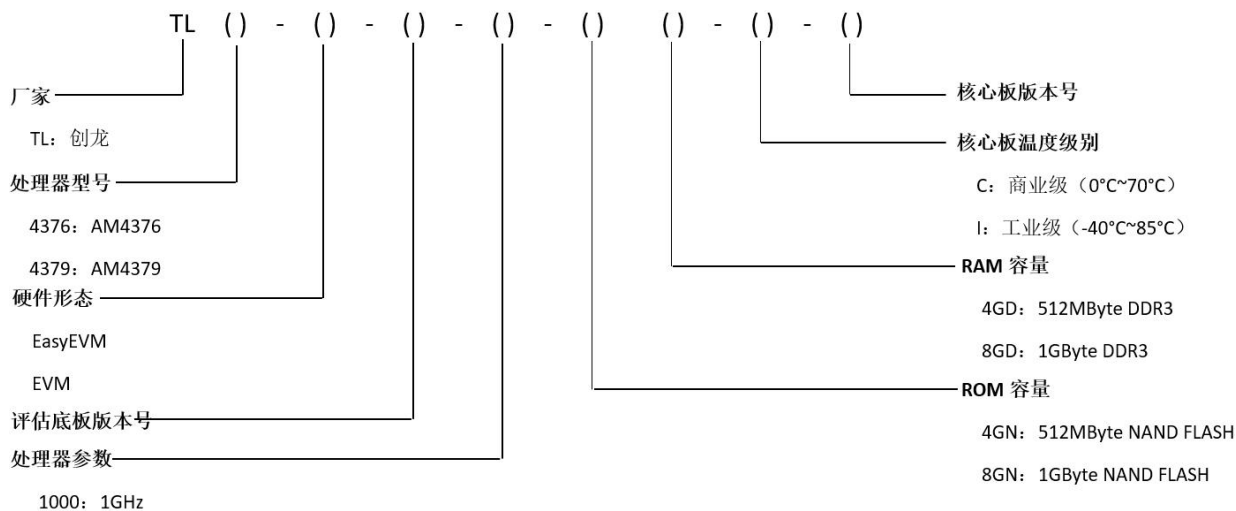 TL () - () - () - () - () () - () - ()
厂家
TL：创龙
处理器型号
4376：AM4376
4379：AM4379
硬件形态
EasyEVM
EVM
评估底板版本号
处理器参数
1000：1GHz
核心板版本号
核心板温度级别
C：商业级（0°C~70°C）
I：工业级（-40°C~85°C）
RAM 容量
4GD：512MByte DDR3
8GD：1GByte DDR3
ROM 容量
4GN：512MByte NAND FLASH
8GN：1GByte NAND FLASH